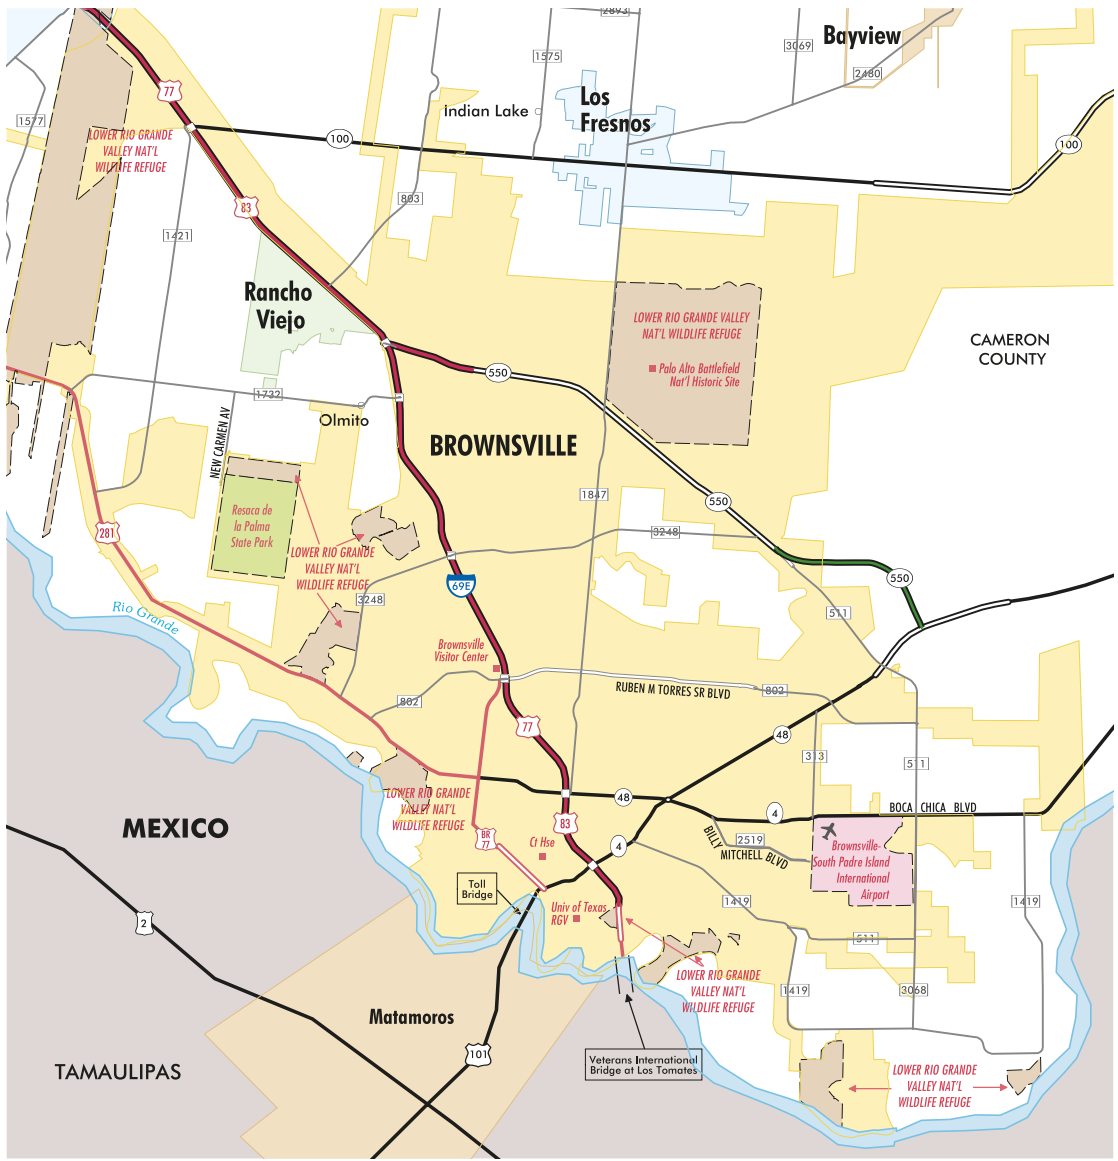 2893
Bayview
3069
1575
2480
77
Los
Fresnos
Indian Lake
1577
LOWER RIO GRANDE
VALLEY NAT'L
WILDLIFE REFUGE
100
100
803
83
1421
Rancho
Viejo
LOWER RIO GRANDE VALLEY
NAT'L WILDLIFE REFUGE
Palo Alto Battlefield
Nat'l Historic Site
CAMERON
COUNTY
550
1732
Olmito
NEW CARMEN AV
BROWNSVILLE
1847
550
Resaca de
la Palma
State Park
281
LOWER RIO GRANDE
VALLEY NAT'L
WILDLIFE REFUGE
3248
550
69E
3248
511
Rio Grande
Brownsville
Visitor Center
RUBEN M TORRES SR BLVD
802
802
77
48
313
511
LOWER RIO GRANDE
VALLEY NAT'L
WILDLIFE REFUGE
48
4
BOCA CHICA BLVD
MEXICO
83
BR
77
Ct Hse
4
BILLY
MITCHELL BLVD
2519
Brownsville-
South Padre Island
International
Airport
Toll
Bridge
Univ of Texas
RGV
1419
1419
2
511
LOWER RIO GRANDE
VALLEY NAT'L
WILDLIFE REFUGE
1419
3068
Matamoros
101
Veterans International
Bridge at Los Tomates
TAMAULIPAS
LOWER RIO GRANDE
VALLEY NAT'L
WILDLIFE REFUGE